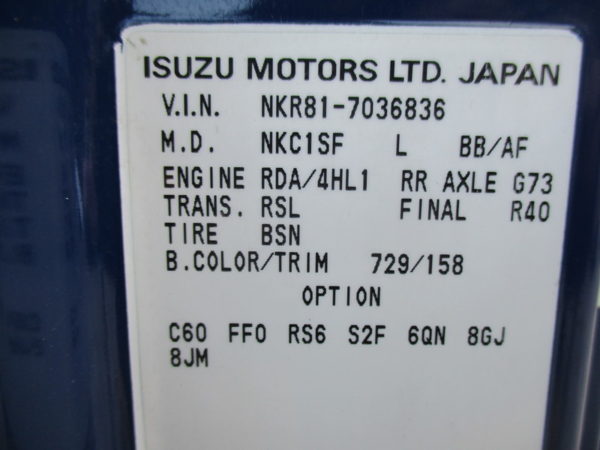 ISUZU MOTORS LTD. JAPAN
V.I.N. NKR81-7036836
M.D. NKC1SF L BB/AF
ENGINE RDA/4HL1 RR AXLE G73
TRANS. RSL FINAL R40
TIRE BSN
B.COLOR/TRIM 729/158
OPTION
C60 FF0 RS6 S2F 6QN 8GJ
8JM